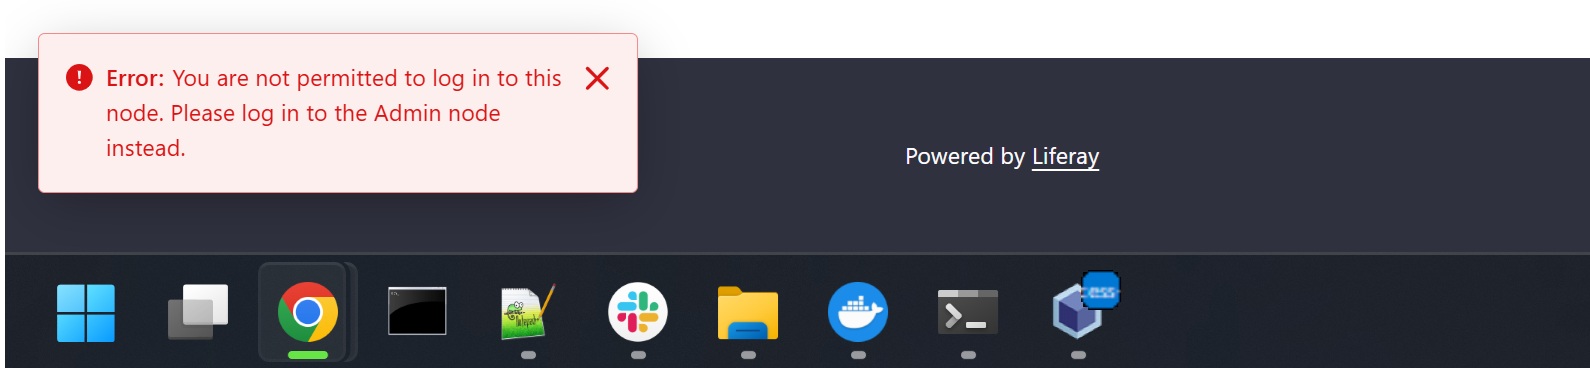 Error: You are not permitted to log in to this
node. Please log in to the Admin node
instead.
Powered by Liferay